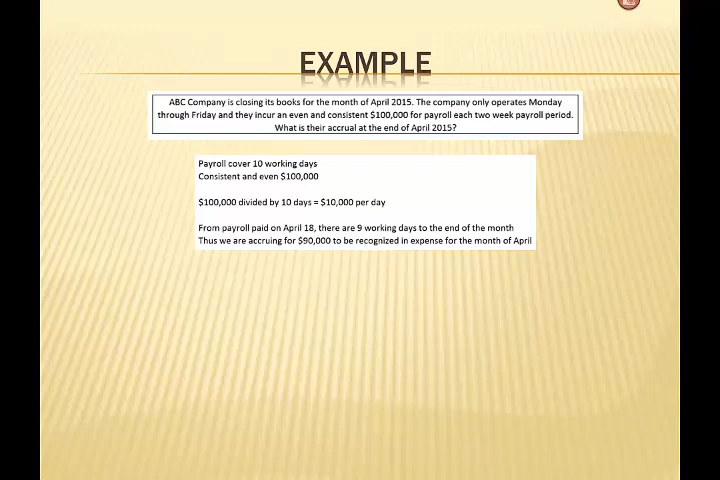 EXAMPLE
ABC Company is closing its books for the month of April 2015. The company only operates Monday
through Friday and they incur an even and consistent $100,000 for payroll each two week payroll period.
What is their accrual at the end of April 2015?
Payroll cover 10 working days
Consistent and even $100,000
$100,000 divided by 10 days = $10,000 per day
From payroll paid on April 18, there are 9 working days to the end of the month
Thus we are accruing for $90,000 to be recognized in expense for the month of April